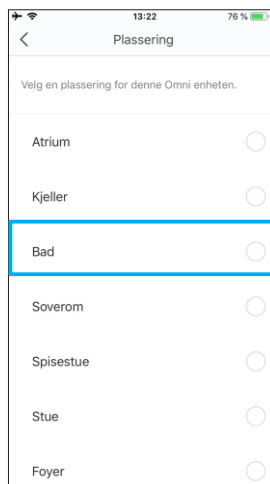 13:22
76 %
Plassering
Velg en plassering for denne Omni enheten.
Atrium
Kjeller
Bad
Soverom
Spisestue
Stue
Foyer